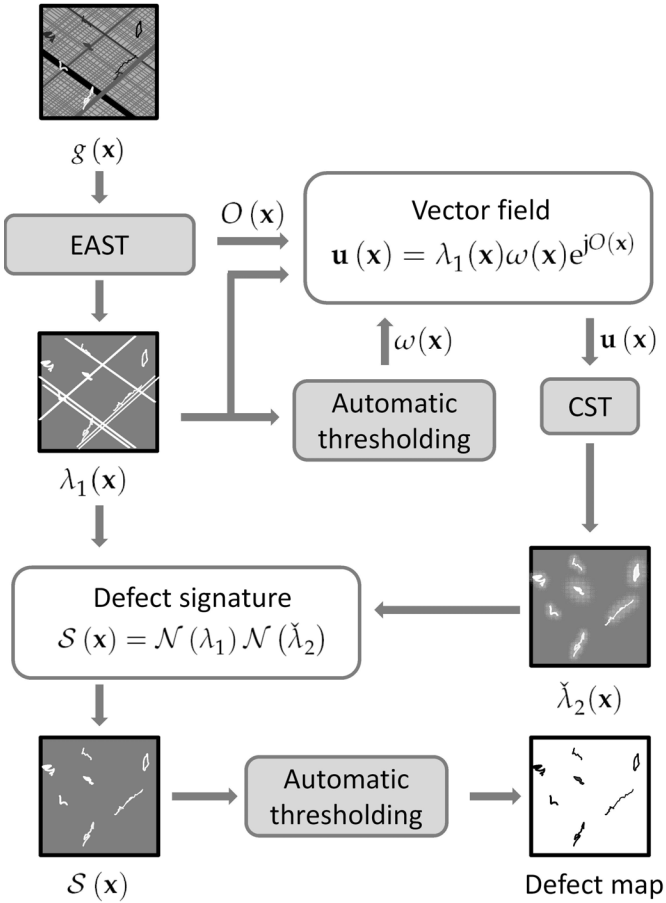 g (x)
EAST
O (x)
Vector field
u (x) = λ₁(x)ω(x)e^{jO(x)}
ω(x)
u (x)
Automatic
thresholding
CST
λ₁(x)
Defect signature
𝒮 (x) = 𝒩 (λ₁) 𝒩 (λ̌₂)
λ̌₂(x)
Automatic
thresholding
𝒮 (x)
Defect map